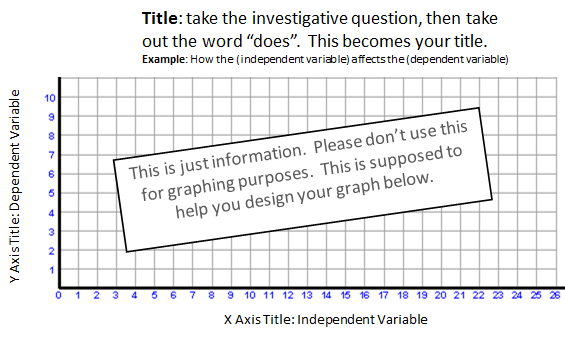 Title: take the investigative question, then take
out the word “does”.  This becomes your title.
Example: How the (independent variable) affects the (dependent variable)
Y Axis Title: Dependent Variable
10
9
8
7
6
5
4
3
2
1
This is just information.  Please don’t use this
for graphing purposes.  This is supposed to
help you design your graph below.
0 1 2 3 4 5 6 7 8 9 10 11 12 13 14 15 16 17 18 19 20 21 22 23 24 25 26
X Axis Title: Independent Variable